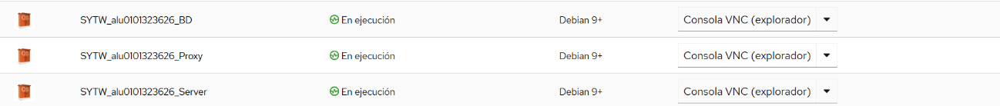 SYTW_alu0101323626_BD En ejecución Debian 9+ Consola VNC (explorador)
SYTW_alu0101323626_Proxy En ejecución Debian 9+ Consola VNC (explorador)
SYTW_alu0101323626_Server En ejecución Debian 9+ Consola VNC (explorador)